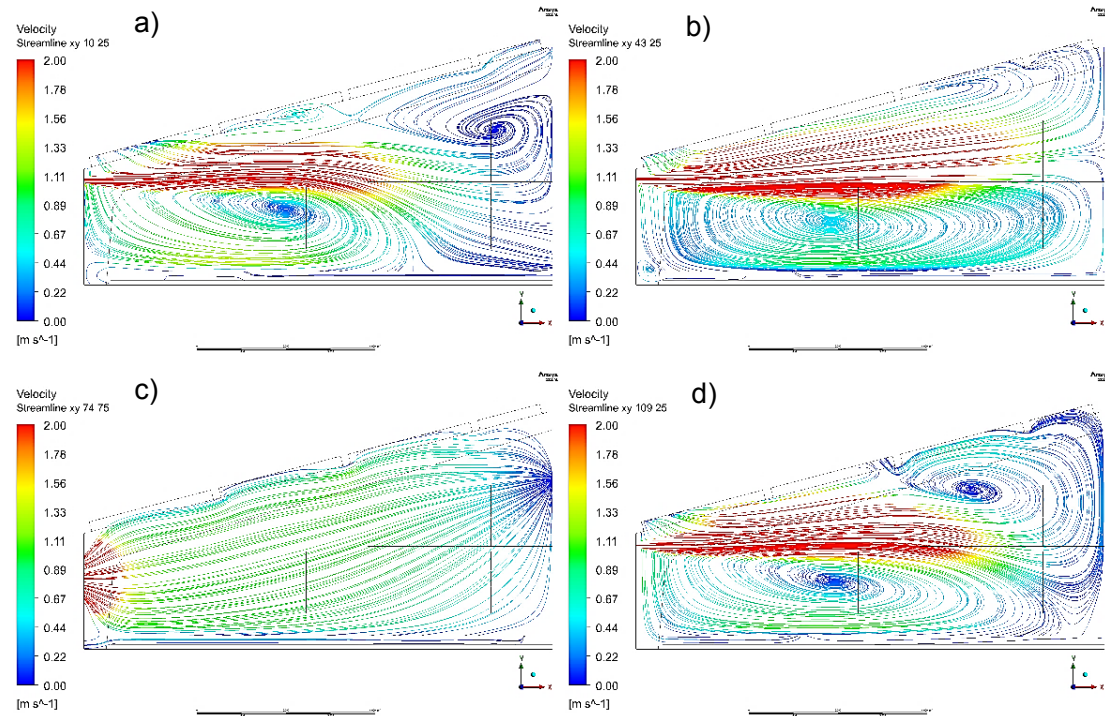 a)
Velocity
Streamline xy 10 25
2.00
1.78
1.56
1.33
1.11
0.89
0.67
0.44
0.22
0.00
[m s^-1]
Y
X
b)
Velocity
Streamline xy 43 25
2.00
1.78
1.56
1.33
1.11
0.89
0.67
0.44
0.22
0.00
[m s^-1]
Y
X
c)
Velocity
Streamline xy 74 75
2.00
1.78
1.56
1.33
1.11
0.89
0.67
0.44
0.22
0.00
[m s^-1]
Y
X
d)
Velocity
Streamline xy 109 25
2.00
1.78
1.56
1.33
1.11
0.89
0.67
0.44
0.22
0.00
[m s^-1]
Y
X